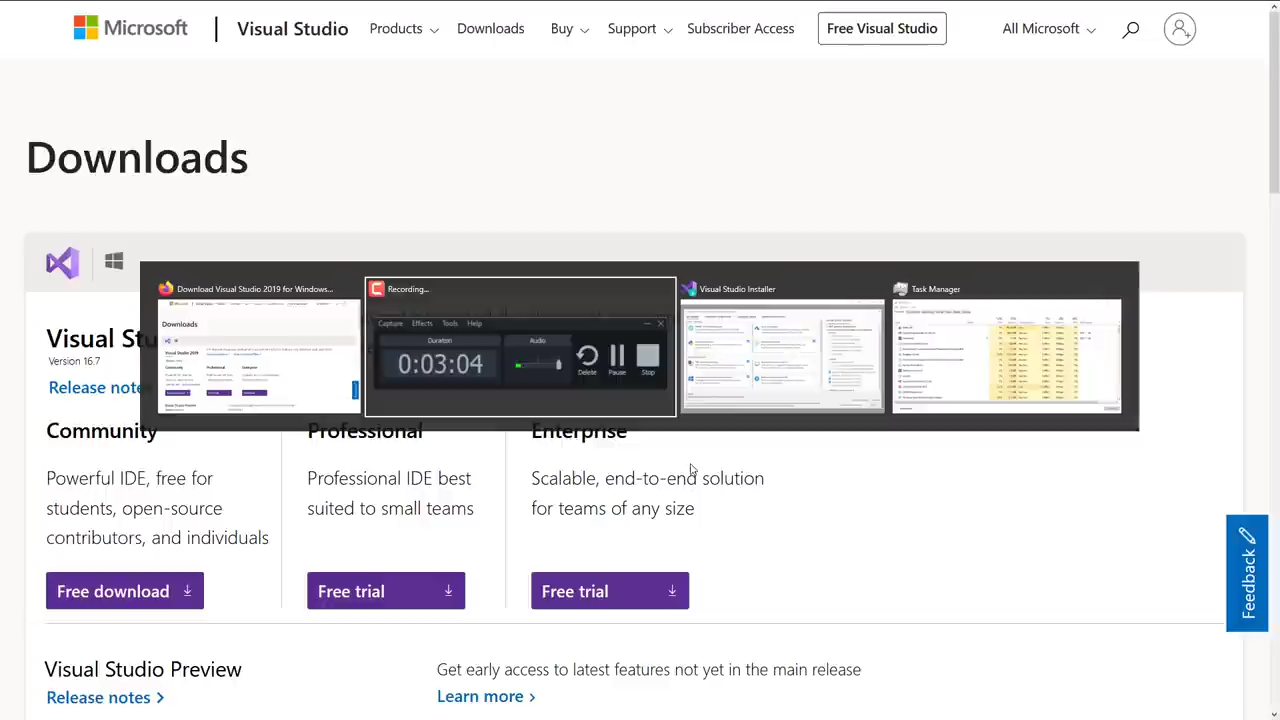 Microsoft
Visual Studio
Products
Downloads
Buy
Support
Subscriber Access
Free Visual Studio
All Microsoft
Downloads
Download Visual Studio 2019 for Windows...
Recording...
Visual Studio Installer
Task Manager
Downloads
Capture Effects Tools Help
Duration
Audio
0:03:04
Delete
Pause
Stop
Visual St
Version 16.7
Release note
Community
Professional
Enterprise
Powerful IDE, free for
students, open-source
contributors, and individuals
Professional IDE best
suited to small teams
Scalable, end-to-end solution
for teams of any size
Free download
Free trial
Free trial
Feedback
Visual Studio Preview
Release notes
Get early access to latest features not yet in the main release
Learn more